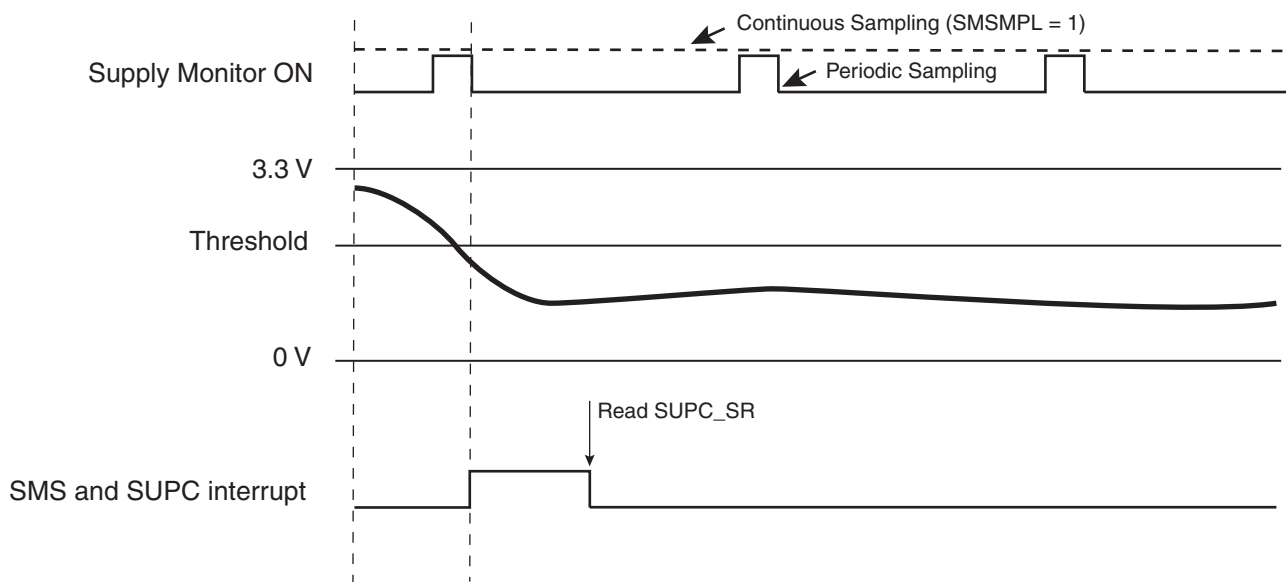 Continuous Sampling (SMSMPL = 1)
Supply Monitor ON
Periodic Sampling
3.3 V
Threshold
0 V
Read SUPC_SR
SMS and SUPC interrupt